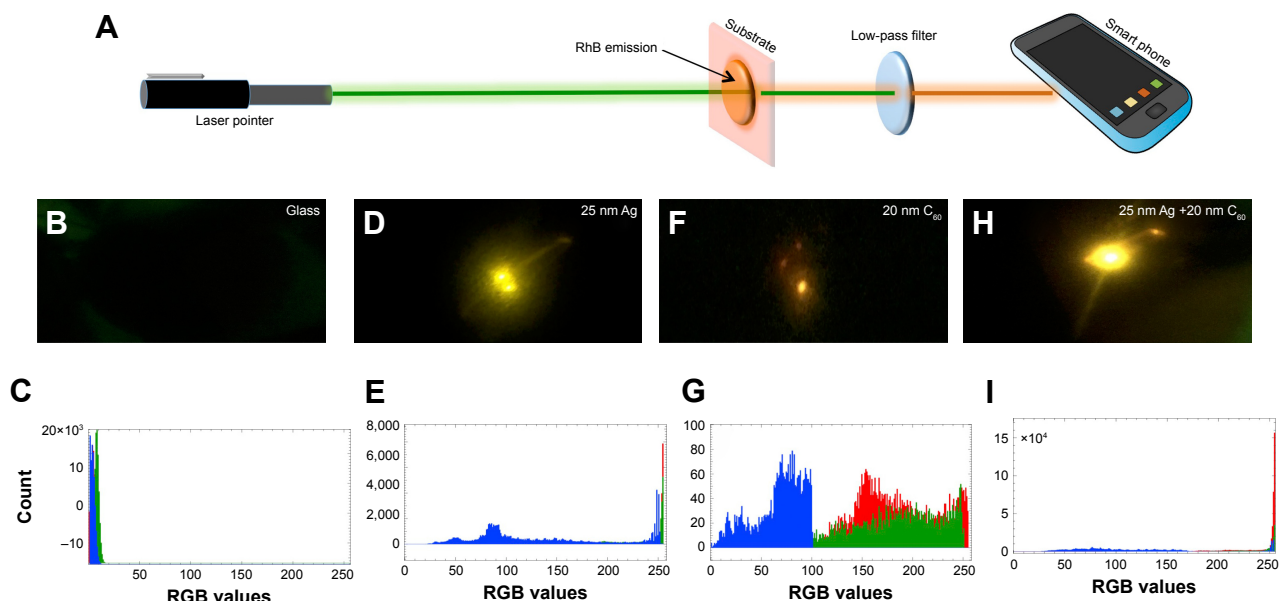 A
Laser pointer
RhB emission
Substrate
Low-pass filter
Smart phone
B
Glass
D
25 nm Ag
F
20 nm C₆₀
H
25 nm Ag +20 nm C₆₀
C
20×10³
10
0
–10
Count
50 100 150 200 250
RGB values
E
8,000
6,000
4,000
2,000
0
0 50 100 150 200 250
RGB values
G
100
80
60
40
20
0
0 50 100 150 200 250
RGB values
I
×10⁴
15
10
5
0
0 50 100 150 200 250
RGB values